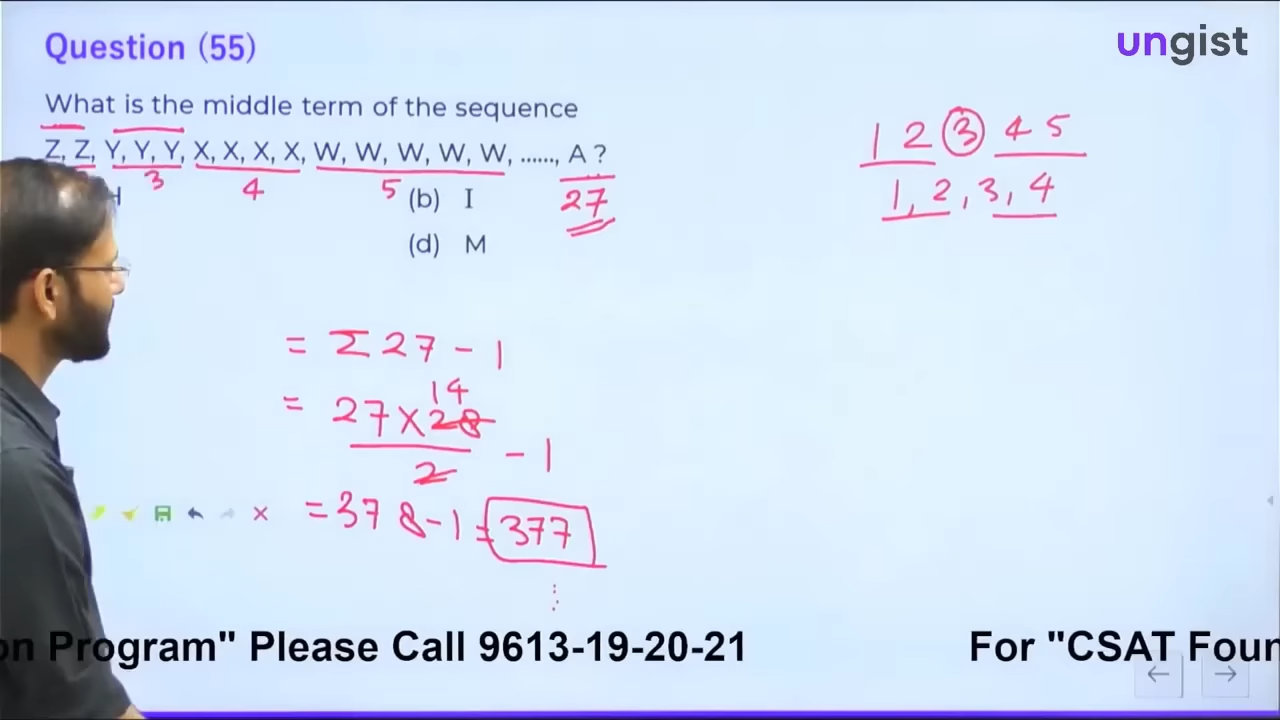 Question (55)
ungist
What is the middle term of the sequence
Z, Z, Y, Y, Y, X, X, X, X, W, W, W, W, W, ......, A ?
3 4 5 27
H (b) I
(d) M
1 2 3 4 5
1, 2, 3, 4
= Σ 27 - 1
14
= 27 × 28
2 - 1
= 378 - 1 = 377
on Program" Please Call 9613-19-20-21 For "CSAT Foun